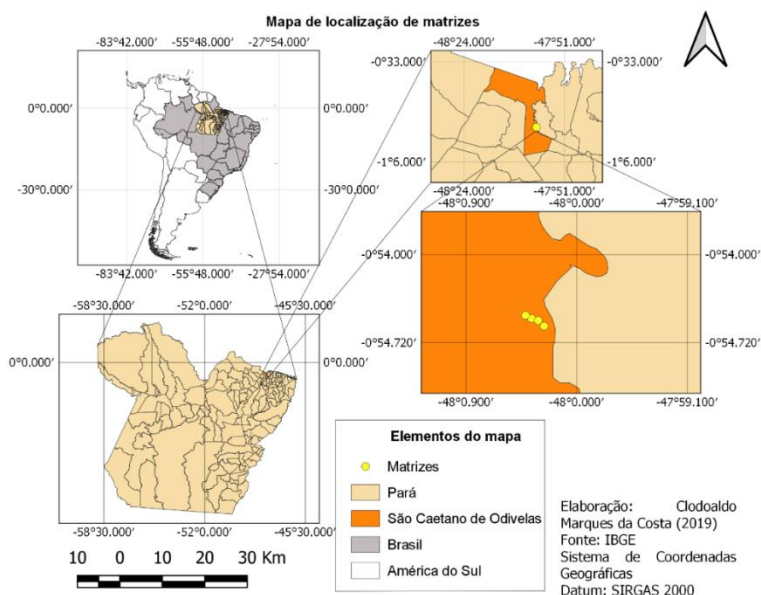 Mapa de localização de matrizes
-83°42.000' -55°48.000' -27°54.000'
0°0.000' 0°0.000'
-30°0.000' -30°0.000'
-83°42.000' -55°48.000' -27°54.000'
-48°24.000' -47°51.000'
-0°33.000' -0°33.000'
-1°6.000' -1°6.000'
-48°24.000' -47°51.000'
-48°0.900' -48°0.000' -47°59.100'
-0°54.000' -0°54.000'
-0°54.720' -0°54.720'
-48°0.900' -48°0.000' -47°59.100'
-58°30.000' -52°0.000' -45°30.000'
0°0.000' 0°0.000'
-58°30.000' -52°0.000' -45°30.000'
10 0 10 20 30 Km
Elementos do mapa
Matrizes
Pará
São Caetano de Odivelas
Brasil
América do Sul
Elaboração: Clodoaldo
Marques da Costa (2019)
Fonte: IBGE
Sistema de Coordenadas
Geográficas
Datum: SIRGAS 2000